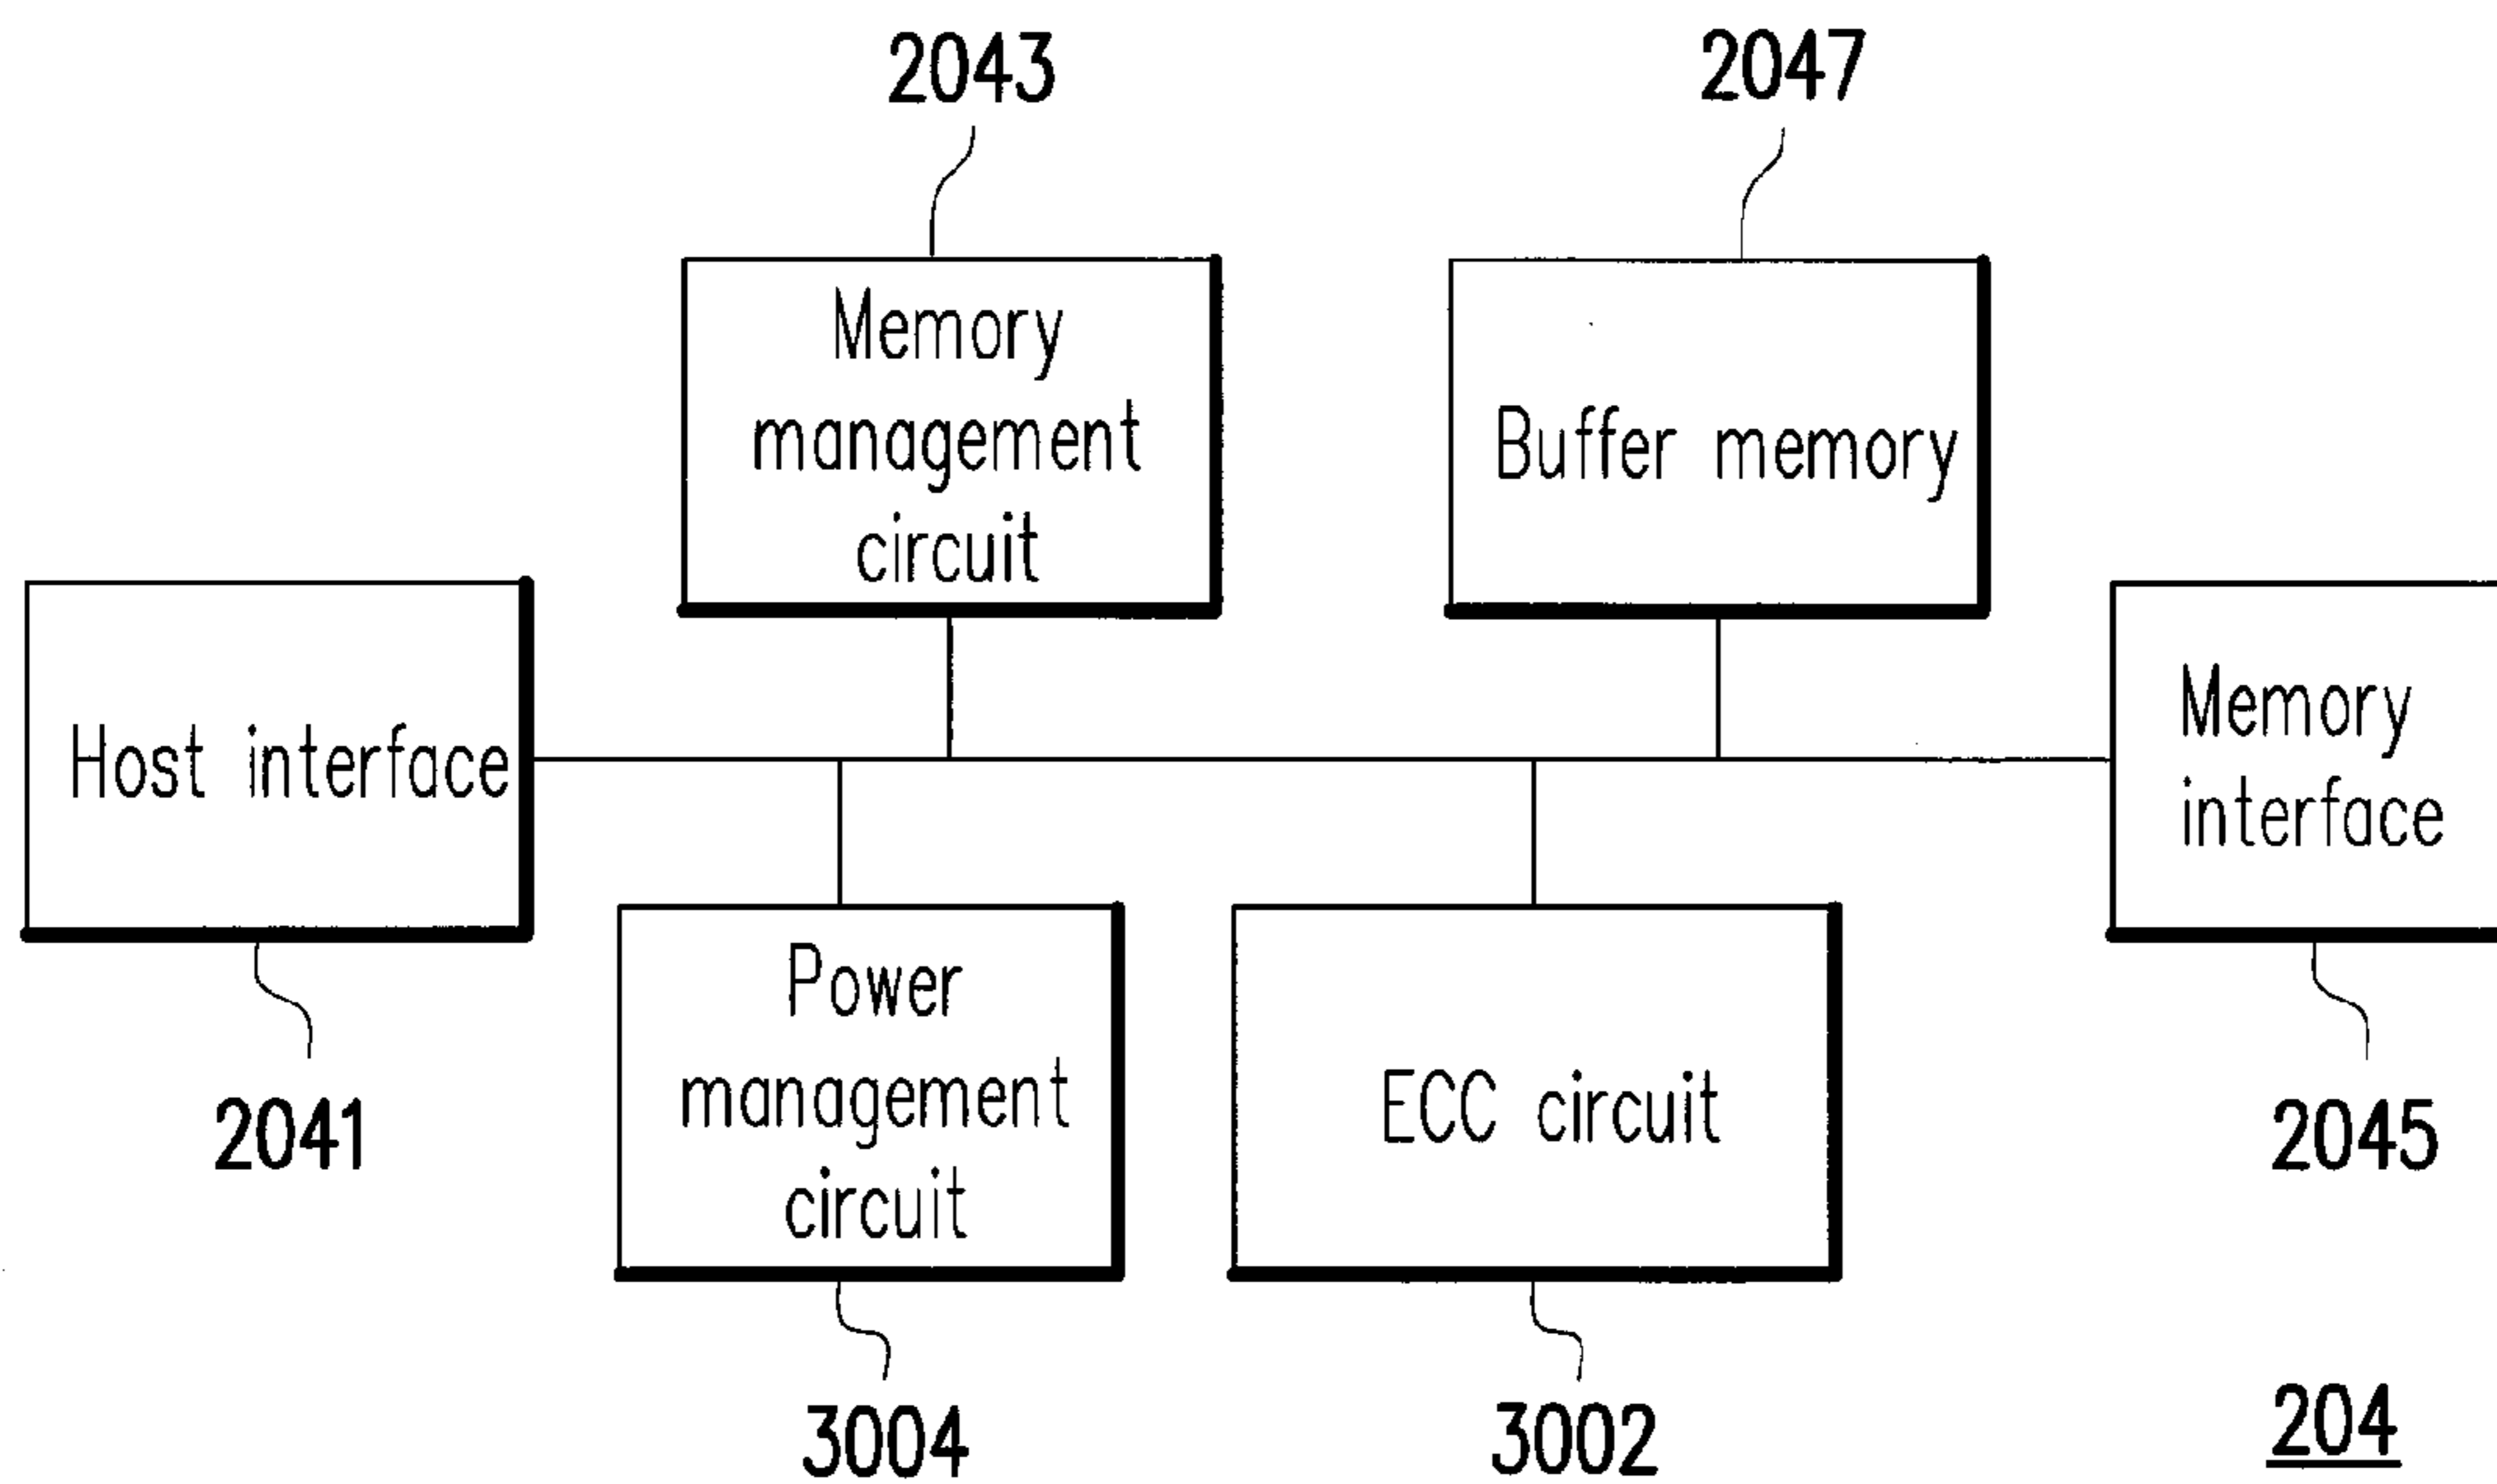 2043
2047
Memory
management
circuit
Buffer memory
Host interface
Memory
interface
Power
management
circuit
ECC circuit
2041
2045
3004
3002
204